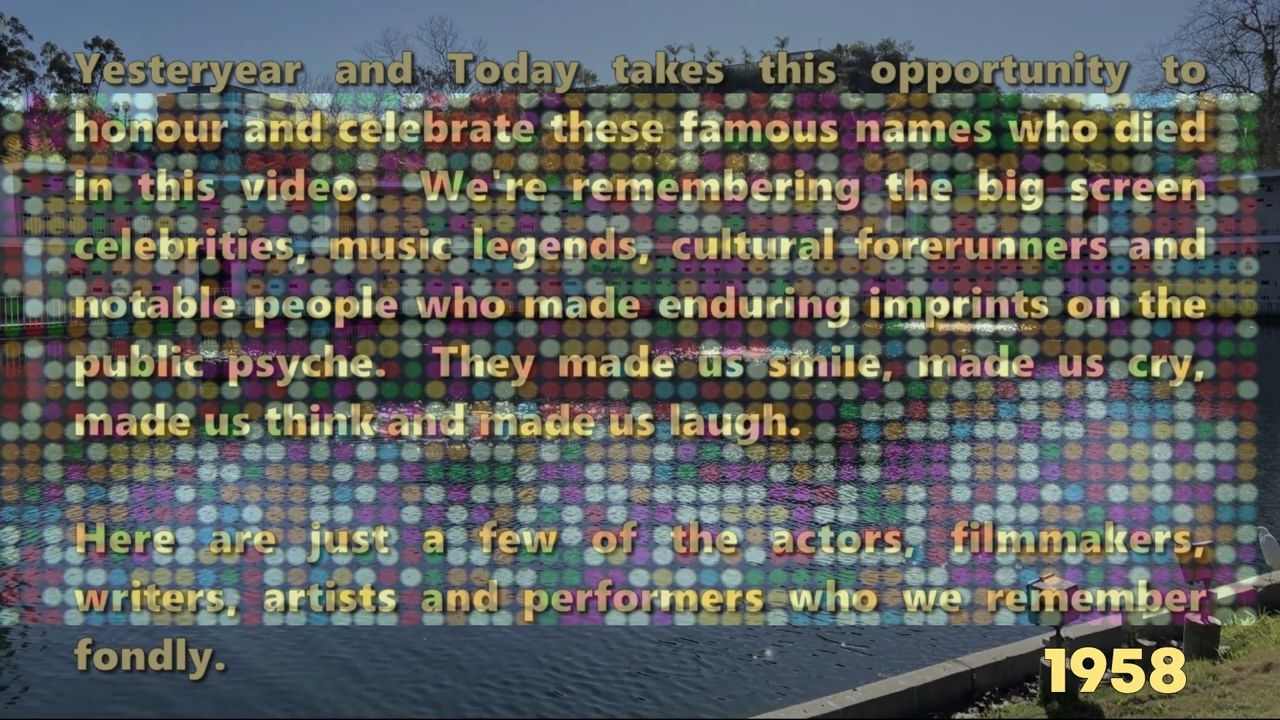 Yesteryear and Today takes this opportunity to
honour and celebrate these famous names who died
in this video. We're remembering the big screen
celebrities, music legends, cultural forerunners and
notable people who made enduring imprints on the
public psyche. They made us smile, made us cry,
made us think and made us laugh.
Here are just a few of the actors, filmmakers,
writers, artists and performers who we remember
fondly.
1958